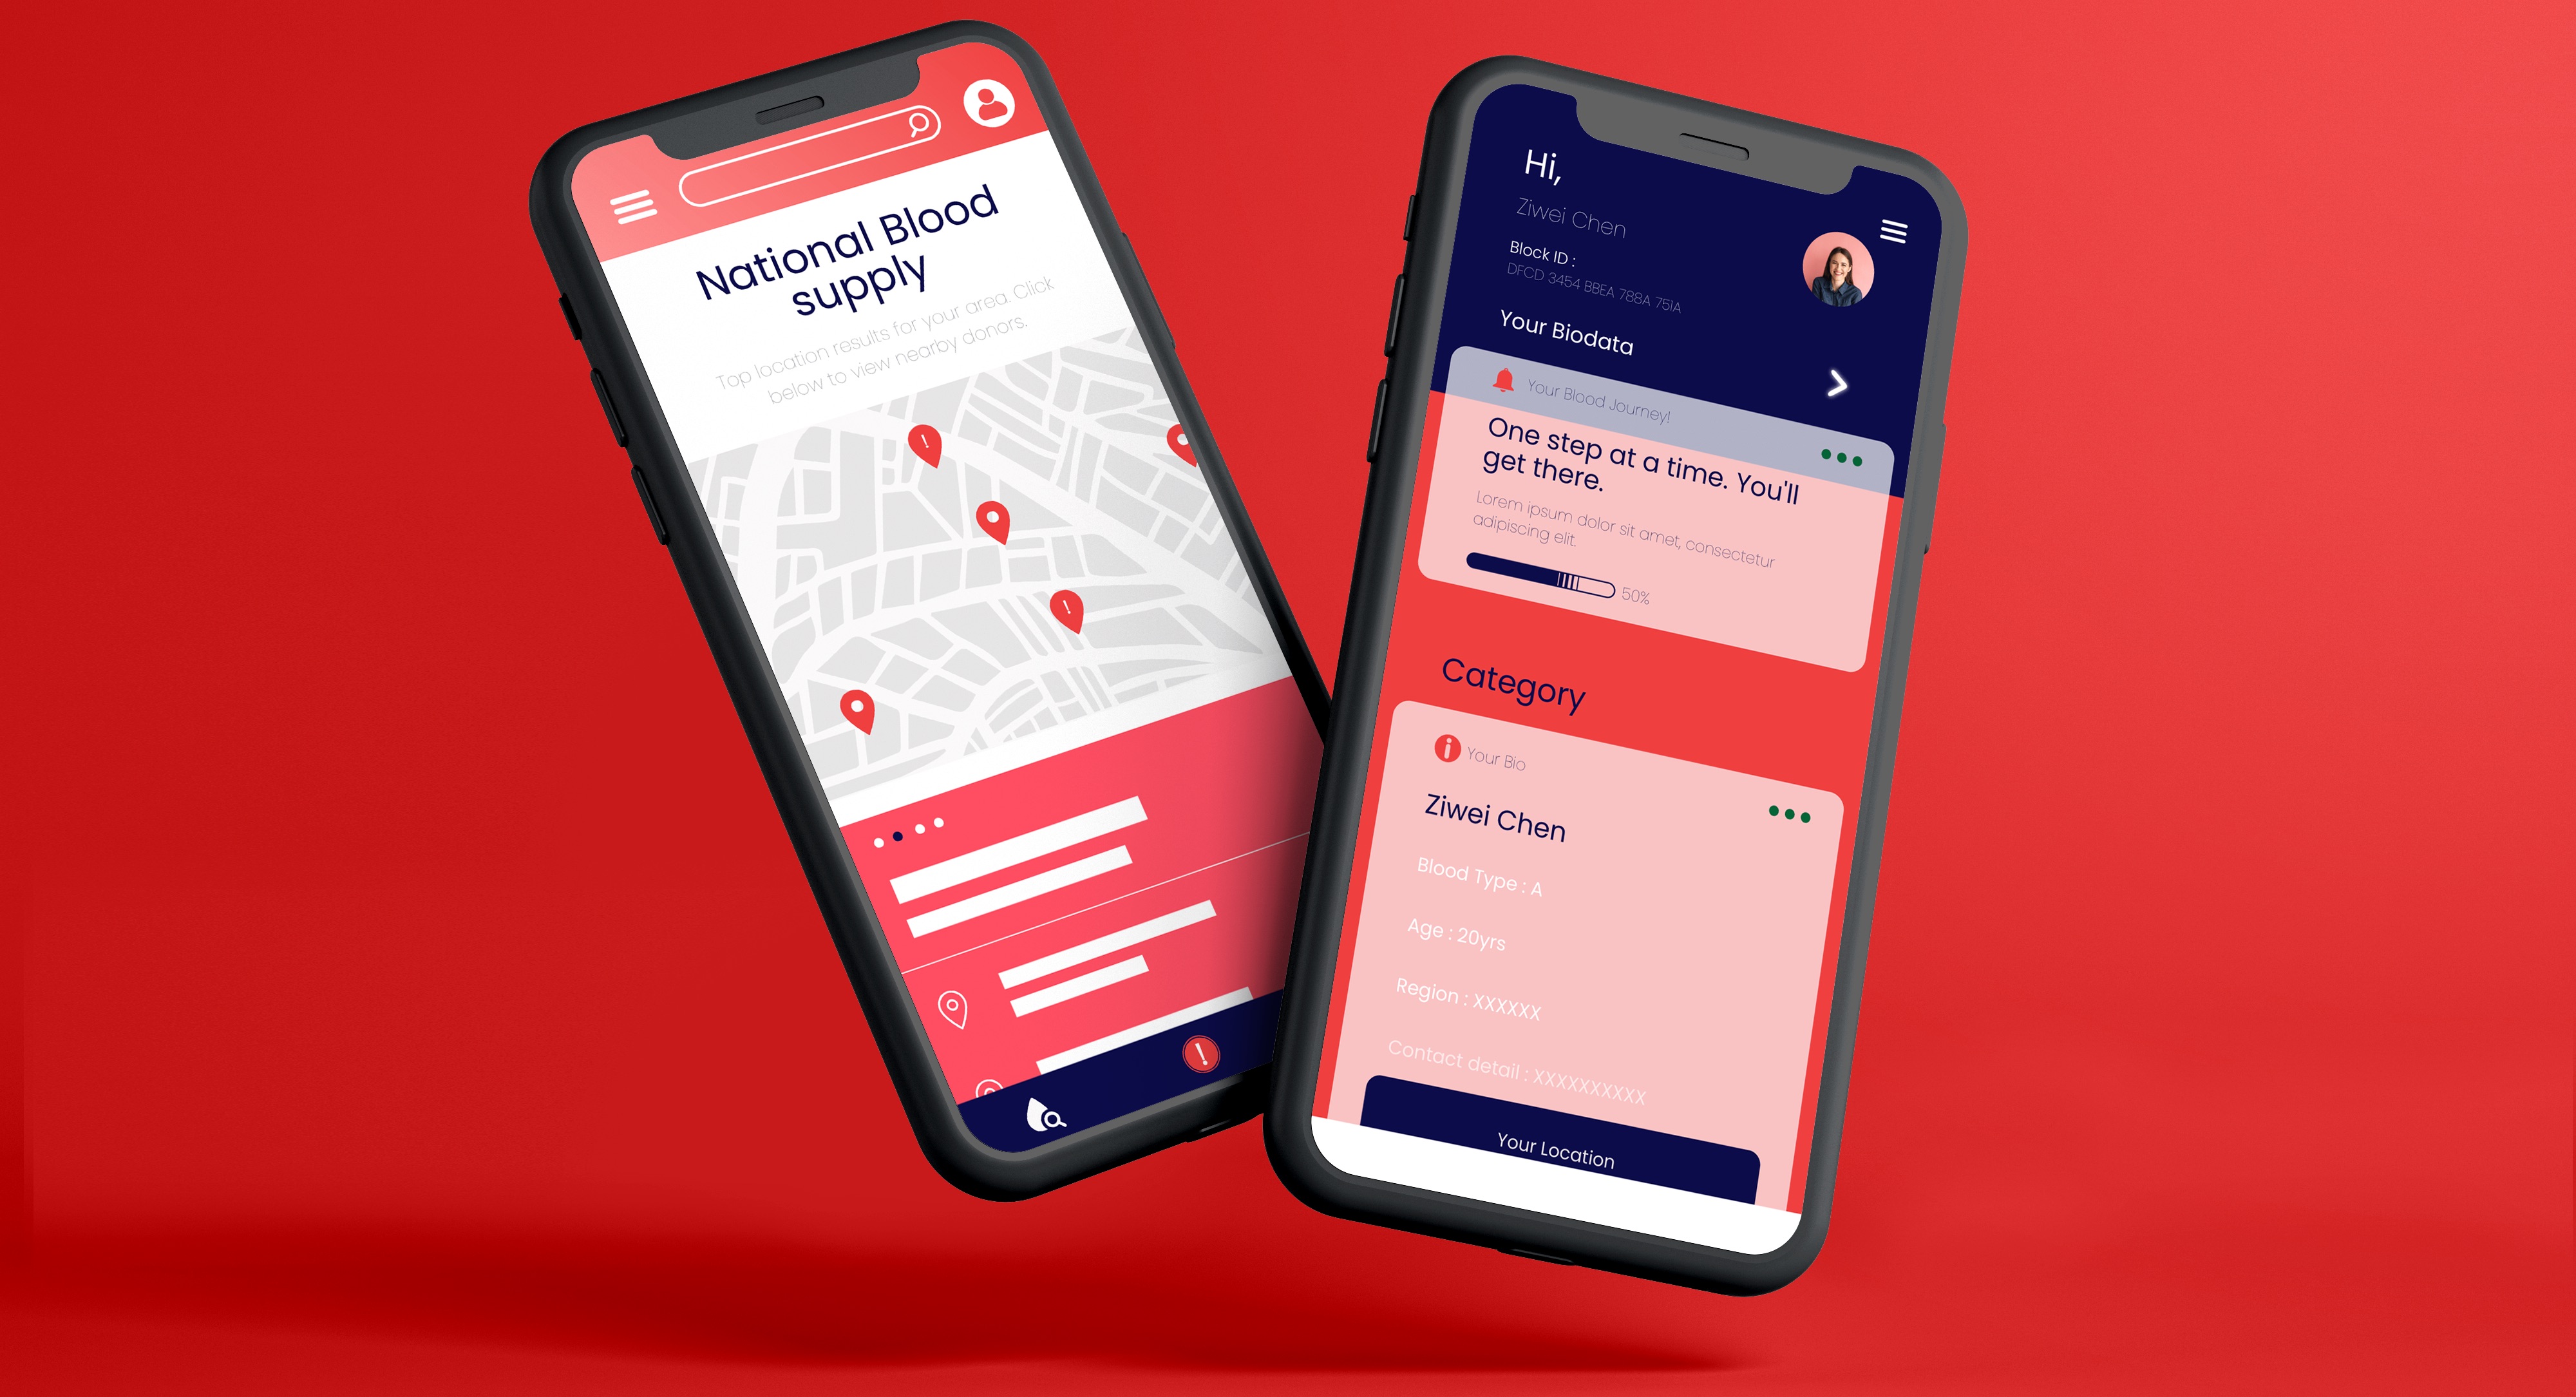 National Blood
supply
Top location results for your area. Click
below to view nearby donors.
Hi,
Ziwei Chen
Block ID :
DFCD 3454 BBEA 788A 751A
Your Biodata
Your Blood Journey!
One step at a time. You'll
get there.
Lorem ipsum dolor sit amet, consectetur
adipiscing elit.
50%
Category
Your Bio
Ziwei Chen
Blood Type : A
Age : 20yrs
Region : XXXXXX
Contact detail : XXXXXXXXXX
Your Location